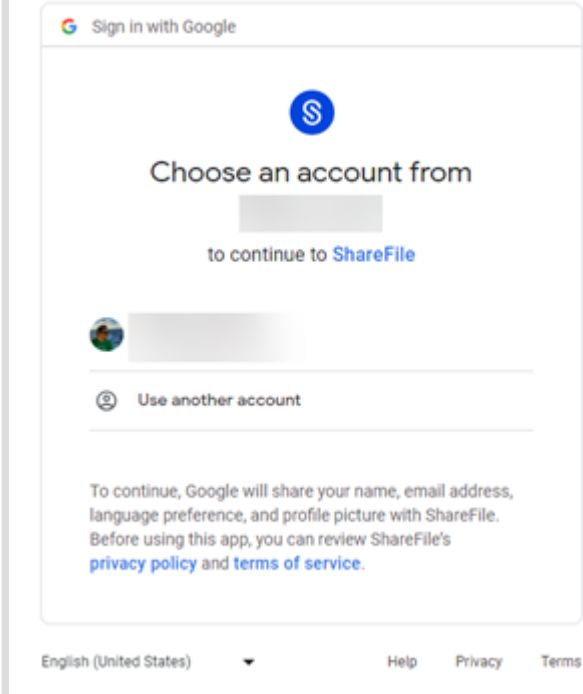 Sign in with Google
Choose an account from
to continue to ShareFile
Use another account
To continue, Google will share your name, email address,
language preference, and profile picture with ShareFile.
Before using this app, you can review ShareFile's
privacy policy and terms of service.
English (United States) Help Privacy Terms